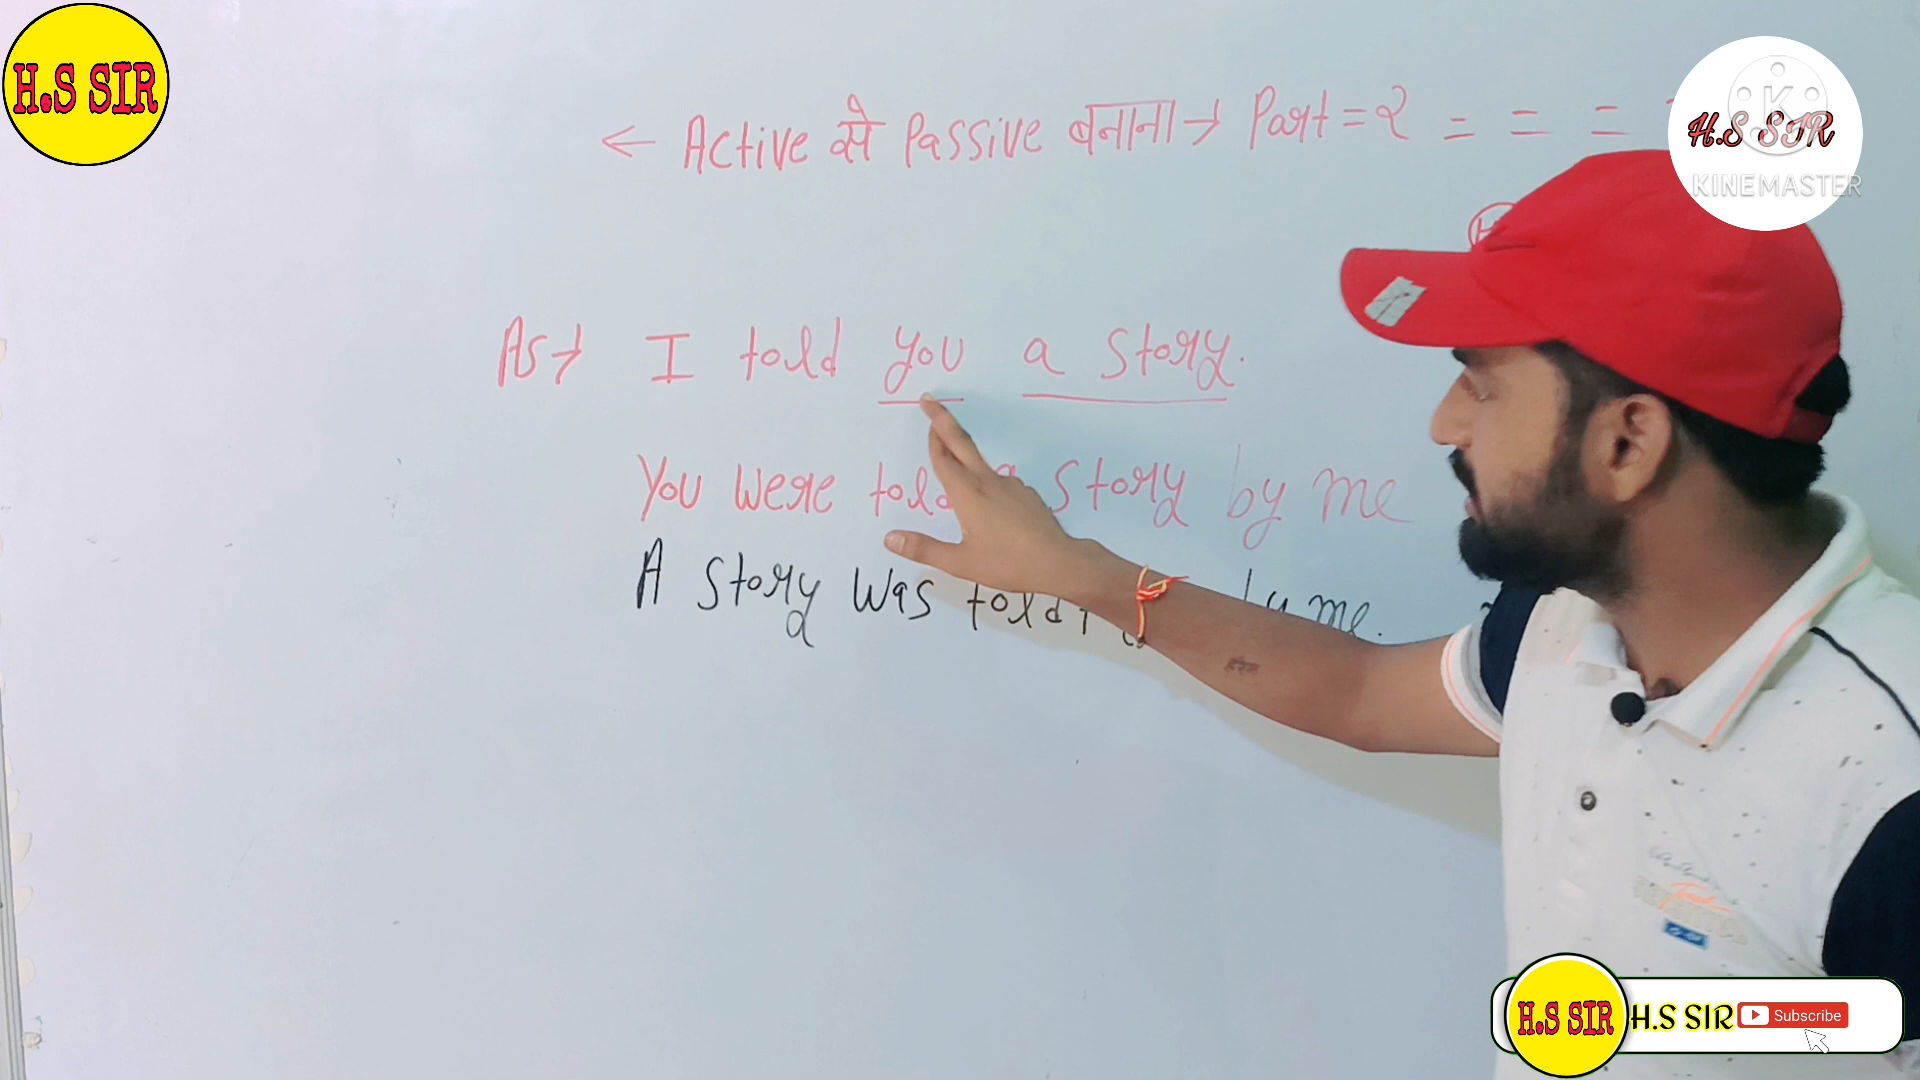 H.S SIR
← Active से Passive बनाना → Part = २ = = =
H.S SIR
KINEMASTER
As → I told you a story.
You were told a story by me
A story was told by me.
H.S SIR
H.S SIR
Subscribe